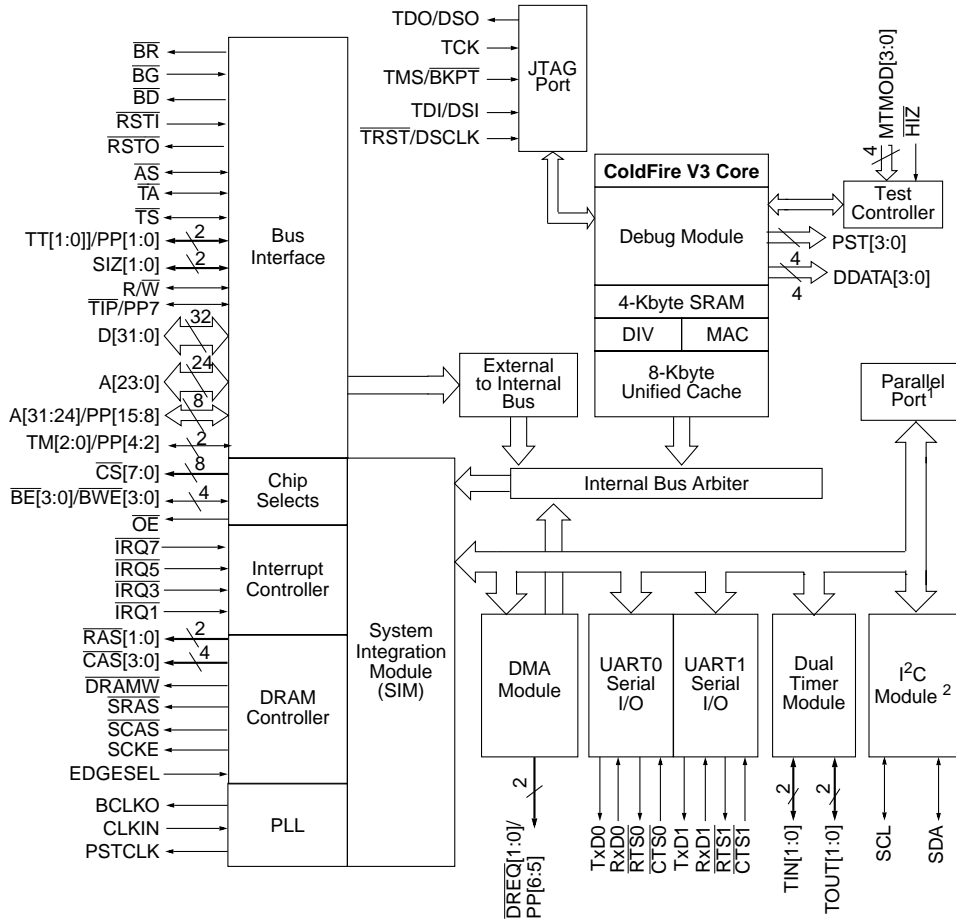 TDO/DSO
TCK
TMS/BKPT
TDI/DSI
TRST/DSCLK
JTAG
Port
BR
BG
BD
RSTI
RSTO
AS
TA
TS
TT[1:0]]/PP[1:0]
2
SIZ[1:0]
2
R/W
TIP/PP7
D[31:0]
32
A[23:0]
24
A[31:24]/PP[15:8]
8
TM[2:0]/PP[4:2]
2
CS[7:0]
8
BE[3:0]/BWE[3:0]
4
OE
IRQ7
IRQ5
IRQ3
IRQ1
RAS[1:0]
2
CAS[3:0]
4
DRAMW
SRAS
SCAS
SCKE
EDGESEL
BCLKO
CLKIN
PSTCLK
Bus
Interface
Chip
Selects
Interrupt
Controller
DRAM
Controller
PLL
System
Integration
Module
(SIM)
ColdFire V3 Core
Debug Module
4-Kbyte SRAM
DIV
MAC
8-Kbyte
Unified Cache
MTMOD[3:0]
4
HIZ
Test
Controller
PST[3:0]
4
DDATA[3:0]
4
External
to Internal
Bus
Parallel
Port1
Internal Bus Arbiter
DMA
Module
UART0
Serial
I/O
UART1
Serial
I/O
Dual
Timer
Module
I2C
Module 2
2
DREQ[1:0]/
PP[6:5]
TxD0
RxD0
RTS0
CTS0
TxD1
RxD1
RTS1
CTS1
2
TIN[1:0]
2
TOUT[1:0]
SCL
SDA